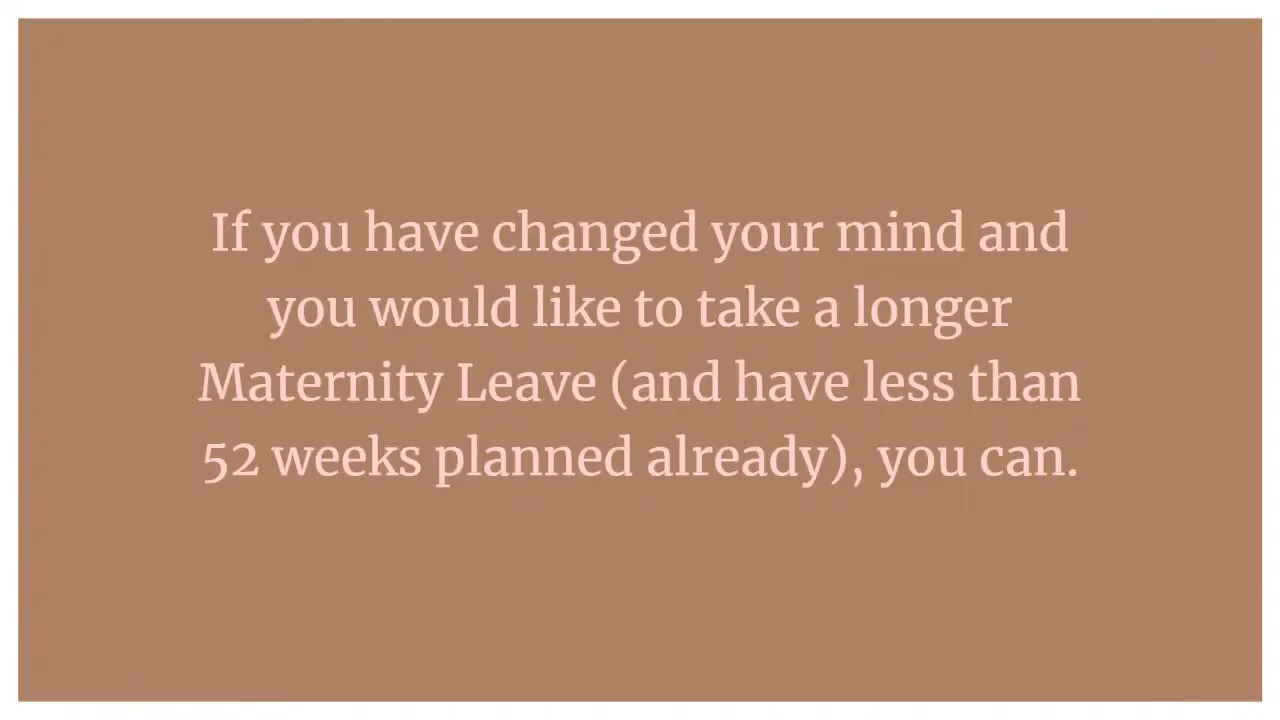 If you have changed your mind and
you would like to take a longer
Maternity Leave (and have less than
52 weeks planned already), you can.